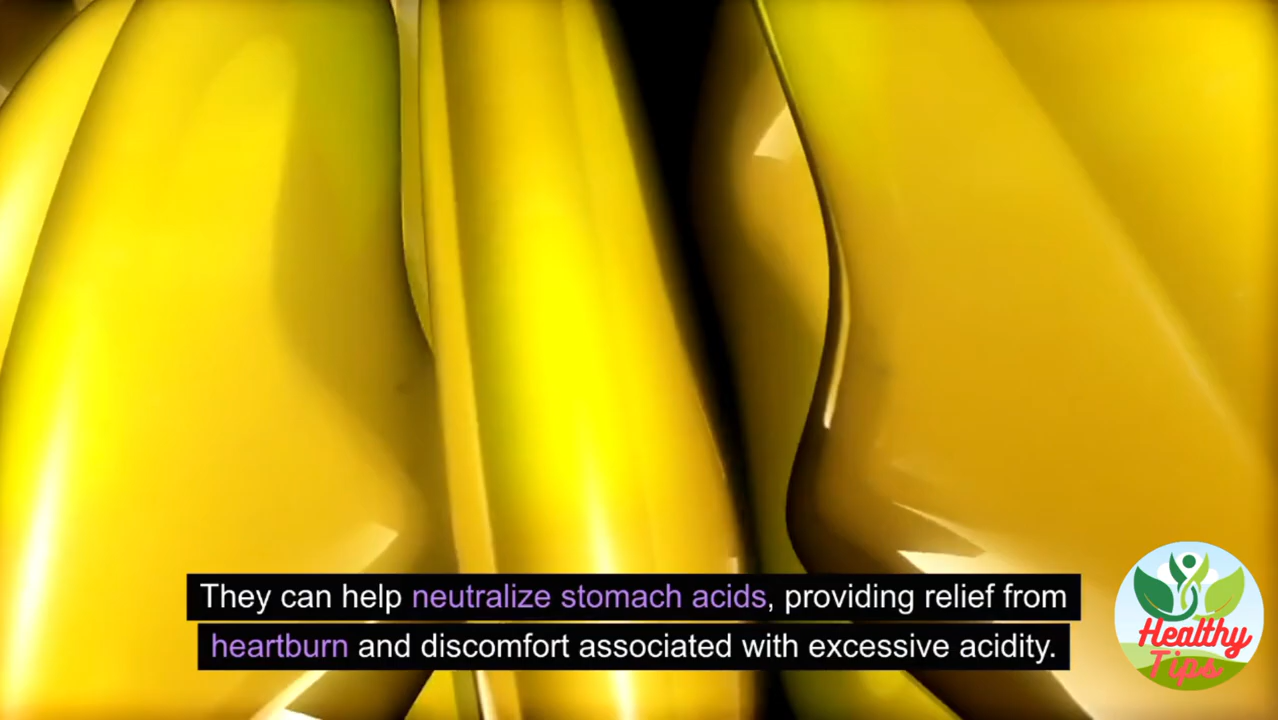 They can help neutralize stomach acids, providing relief from
heartburn and discomfort associated with excessive acidity.
Healthy
Tips